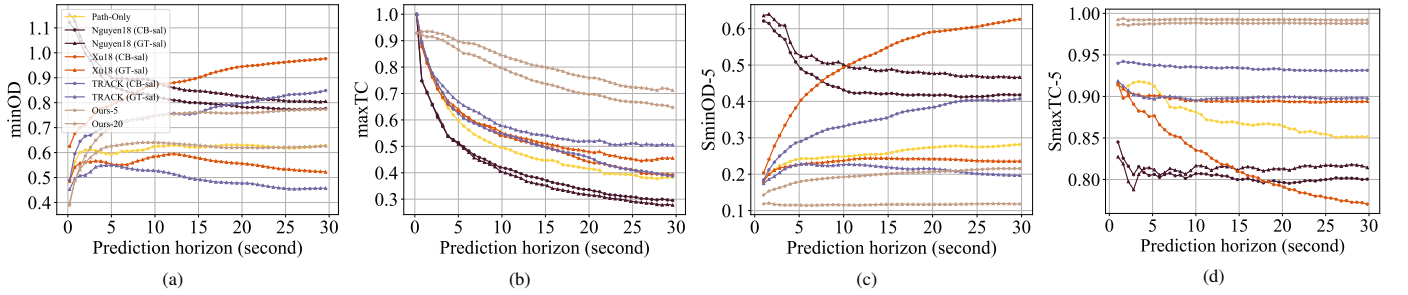 minOD
1.1
1.0
0.9
0.8
0.7
0.6
0.5
0.4
Path-Only
Nguyen18 (CB-sal)
Nguyen18 (GT-sal)
Xu18 (CB-sal)
Xu18 (GT-sal)
TRACK (CB-sal)
TRACK (GT-sal)
Ours-5
Ours-20
0 5 10 15 20 25 30
Prediction horizon (second)
(a)
maxTC
1.0
0.9
0.8
0.7
0.6
0.5
0.4
0.3
0 5 10 15 20 25 30
Prediction horizon (second)
(b)
SminOD-5
0.6
0.5
0.4
0.3
0.2
0.1
0 5 10 15 20 25 30
Prediction horizon (second)
(c)
SmaxTC-5
1.00
0.95
0.90
0.85
0.80
0 5 10 15 20 25 30
Prediction horizon (second)
(d)